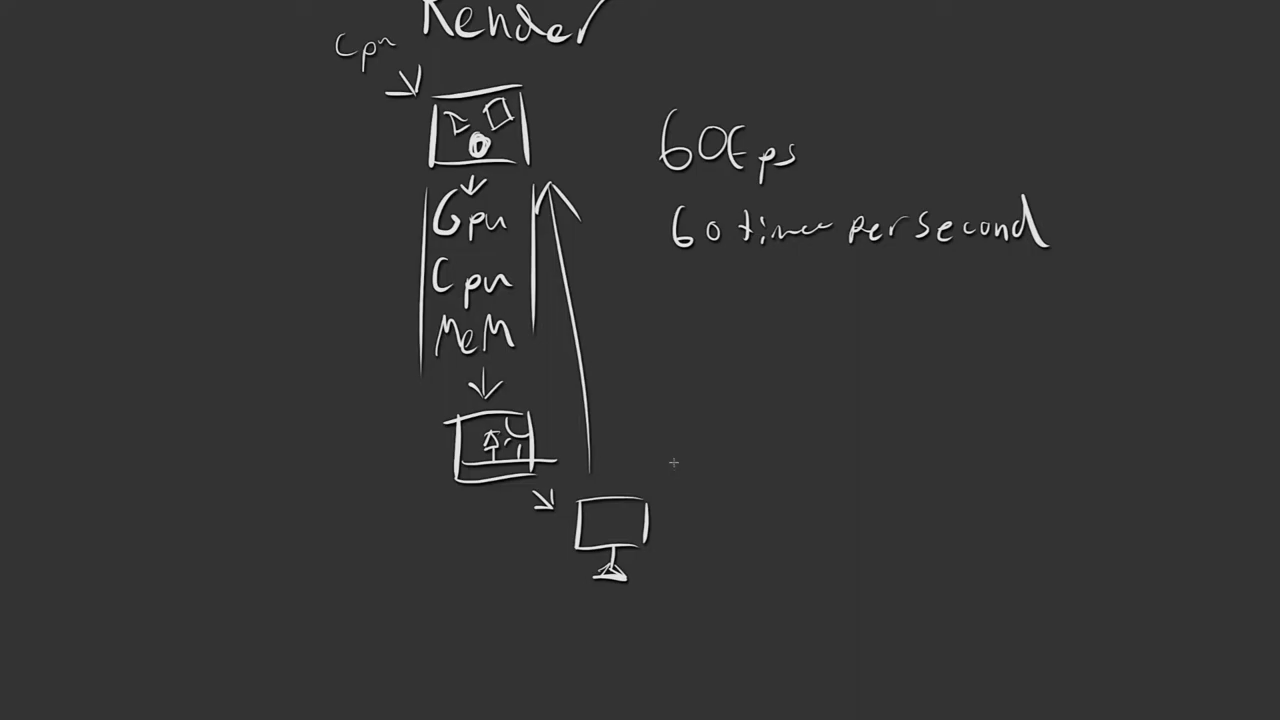 Render
Cpu
60fps
60 times per second
Gpu
Cpu
MeM